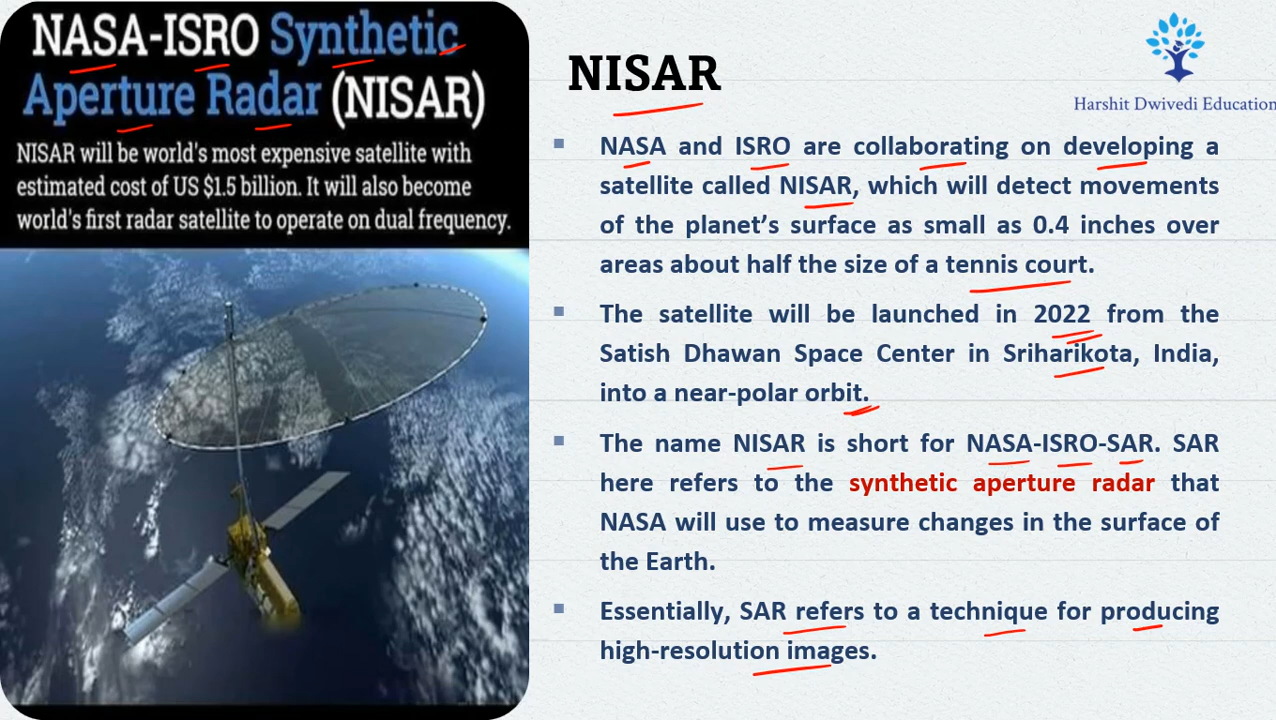 NASA-ISRO Synthetic
Aperture Radar (NISAR)
NISAR will be world's most expensive satellite with
estimated cost of US $1.5 billion. It will also become
world's first radar satellite to operate on dual frequency.
Harshit Dwivedi Education
NISAR
▪ NASA and ISRO are collaborating on developing a
satellite called NISAR, which will detect movements
of the planet’s surface as small as 0.4 inches over
areas about half the size of a tennis court.
▪ The satellite will be launched in 2022 from the
Satish Dhawan Space Center in Sriharikota, India,
into a near-polar orbit.
▪ The name NISAR is short for NASA-ISRO-SAR. SAR
here refers to the synthetic aperture radar that
NASA will use to measure changes in the surface of
the Earth.
▪ Essentially, SAR refers to a technique for producing
high-resolution images.